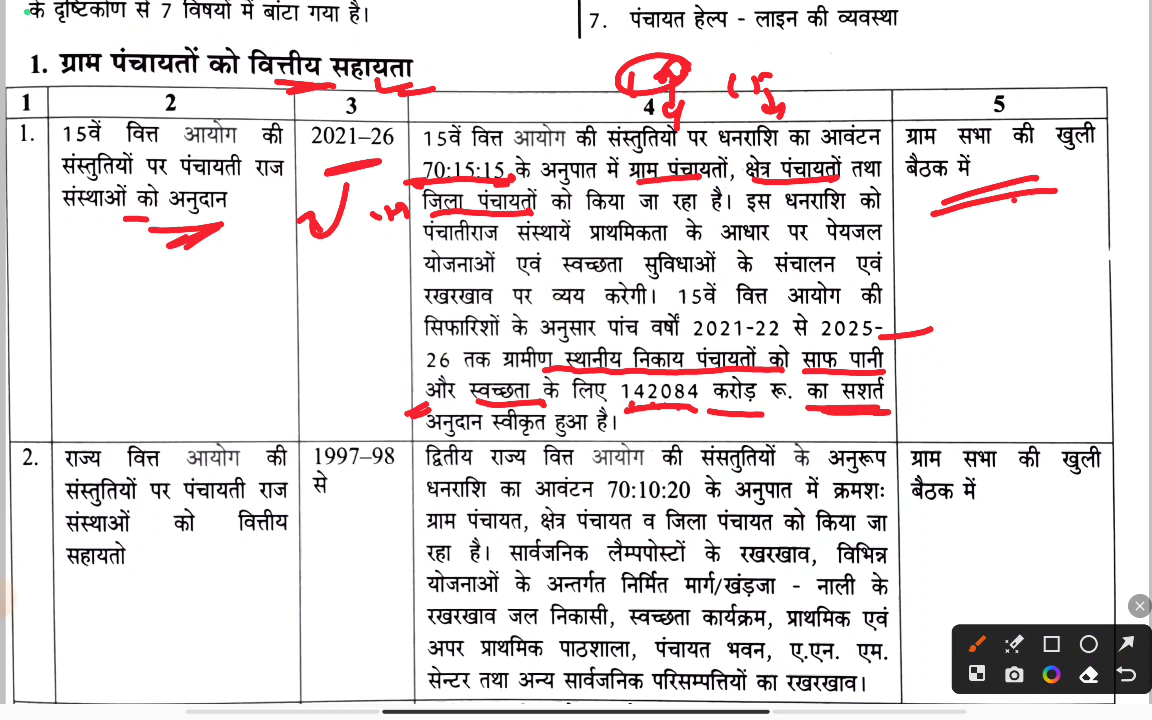 के दृष्टिकोण से 7 विषयों में बांटा गया है।
7. पंचायत हेल्प - लाइन की व्यवस्था
1. ग्राम पंचायतों को वित्तीय सहायता
1 2 3 4 5
1.
15वें वित्त आयोग की
संस्तुतियों पर पंचायती राज
संस्थाओं को अनुदान
2021–26
15वें वित्त आयोग की संस्तुतियों पर धनराशि का आवंटन
70:15:15 के अनुपात में ग्राम पंचायतों, क्षेत्र पंचायतों तथा
जिला पंचायतों को किया जा रहा है। इस धनराशि को
पंचातीराज संस्थायें प्राथमिकता के आधार पर पेयजल
योजनाओं एवं स्वच्छता सुविधाओं के संचालन एवं
रखरखाव पर व्यय करेगी। 15वें वित्त आयोग की
सिफारिशों के अनुसार पांच वर्षों 2021-22 से 2025-
26 तक ग्रामीण स्थानीय निकाय पंचायतों को साफ पानी
और स्वच्छता के लिए 142084 करोड़ रू. का सशर्त
अनुदान स्वीकृत हुआ है।
ग्राम सभा की खुली
बैठक में
2.
राज्य वित्त आयोग की
संस्तुतियों पर पंचायती राज
संस्थाओं को वित्तीय
सहायतो
1997–98
से
द्वितीय राज्य वित्त आयोग की संसतुतियों के अनुरूप
धनराशि का आवंटन 70:10:20 के अनुपात में क्रमशः
ग्राम पंचायत, क्षेत्र पंचायत व जिला पंचायत को किया जा
रहा है। सार्वजनिक लैम्पपोस्टों के रखरखाव, विभिन्न
योजनाओं के अन्तर्गत निर्मित मार्ग/खंड़जा - नाली के
रखरखाव जल निकासी, स्वच्छता कार्यक्रम, प्राथमिक एवं
अपर प्राथमिक पाठशाला, पंचायत भवन, ए.एन. एम.
सेन्टर तथा अन्य सार्वजनिक परिसम्पत्तियों का रखरखाव।
ग्राम सभा की खुली
बैठक में